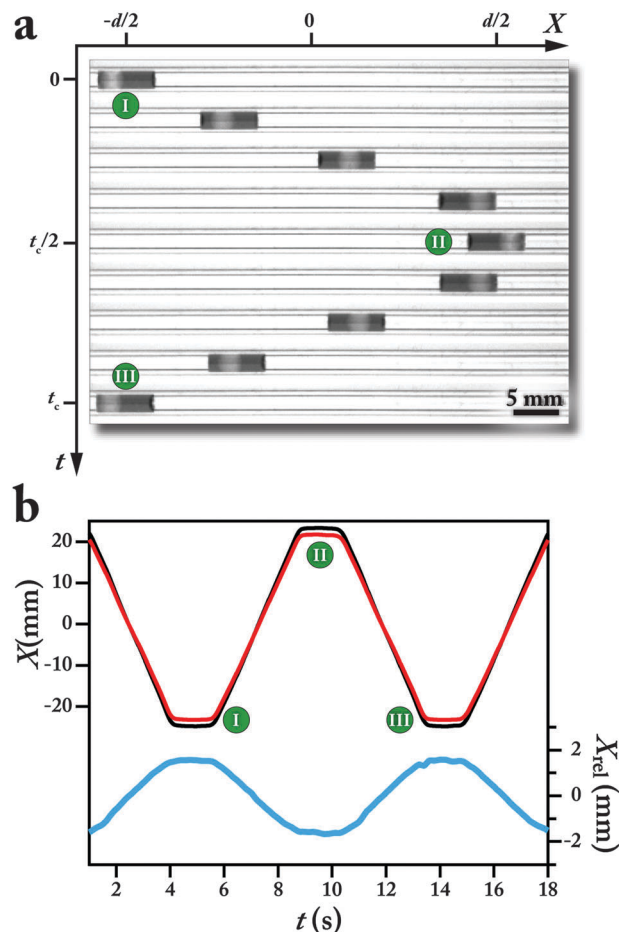 a
-d/2 0 d/2 X
0
I
t_c/2
II
III
t_c
5 mm
t
b
20
10
0
-10
-20
X(mm)
II
I
III
2
0
-2
X_rel (mm)
2 4 6 8 10 12 14 16 18
t (s)